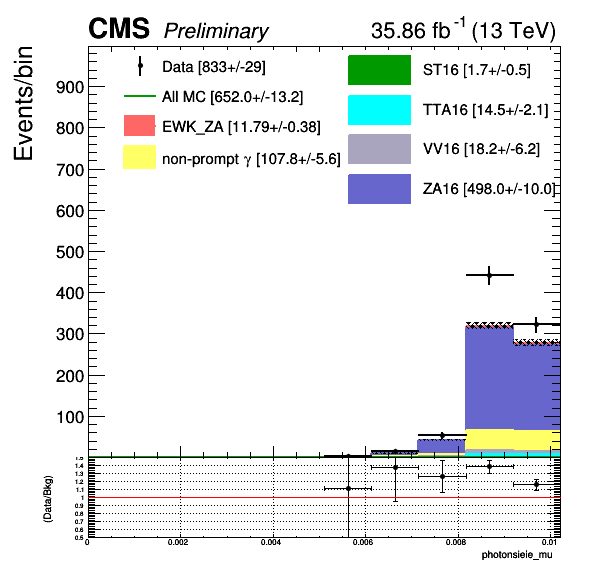 CMS Preliminary 35.86 fb⁻¹ (13 TeV)
Events/bin
Data [833+/-29]
All MC [652.0+/-13.2]
EWK_ZA [11.79+/-0.38]
non-prompt γ [107.8+/-5.6]
ST16 [1.7+/-0.5]
TTA16 [14.5+/-2.1]
VV16 [18.2+/-6.2]
ZA16 [498.0+/-10.0]
900
800
700
600
500
400
300
200
100
(Data/Bkg)
1.5
1.4
1.3
1.2
1.1
1
0.9
0.8
0.7
0.6
0.5
0 0.002 0.004 0.006 0.008 0.01
photonsieie_mu